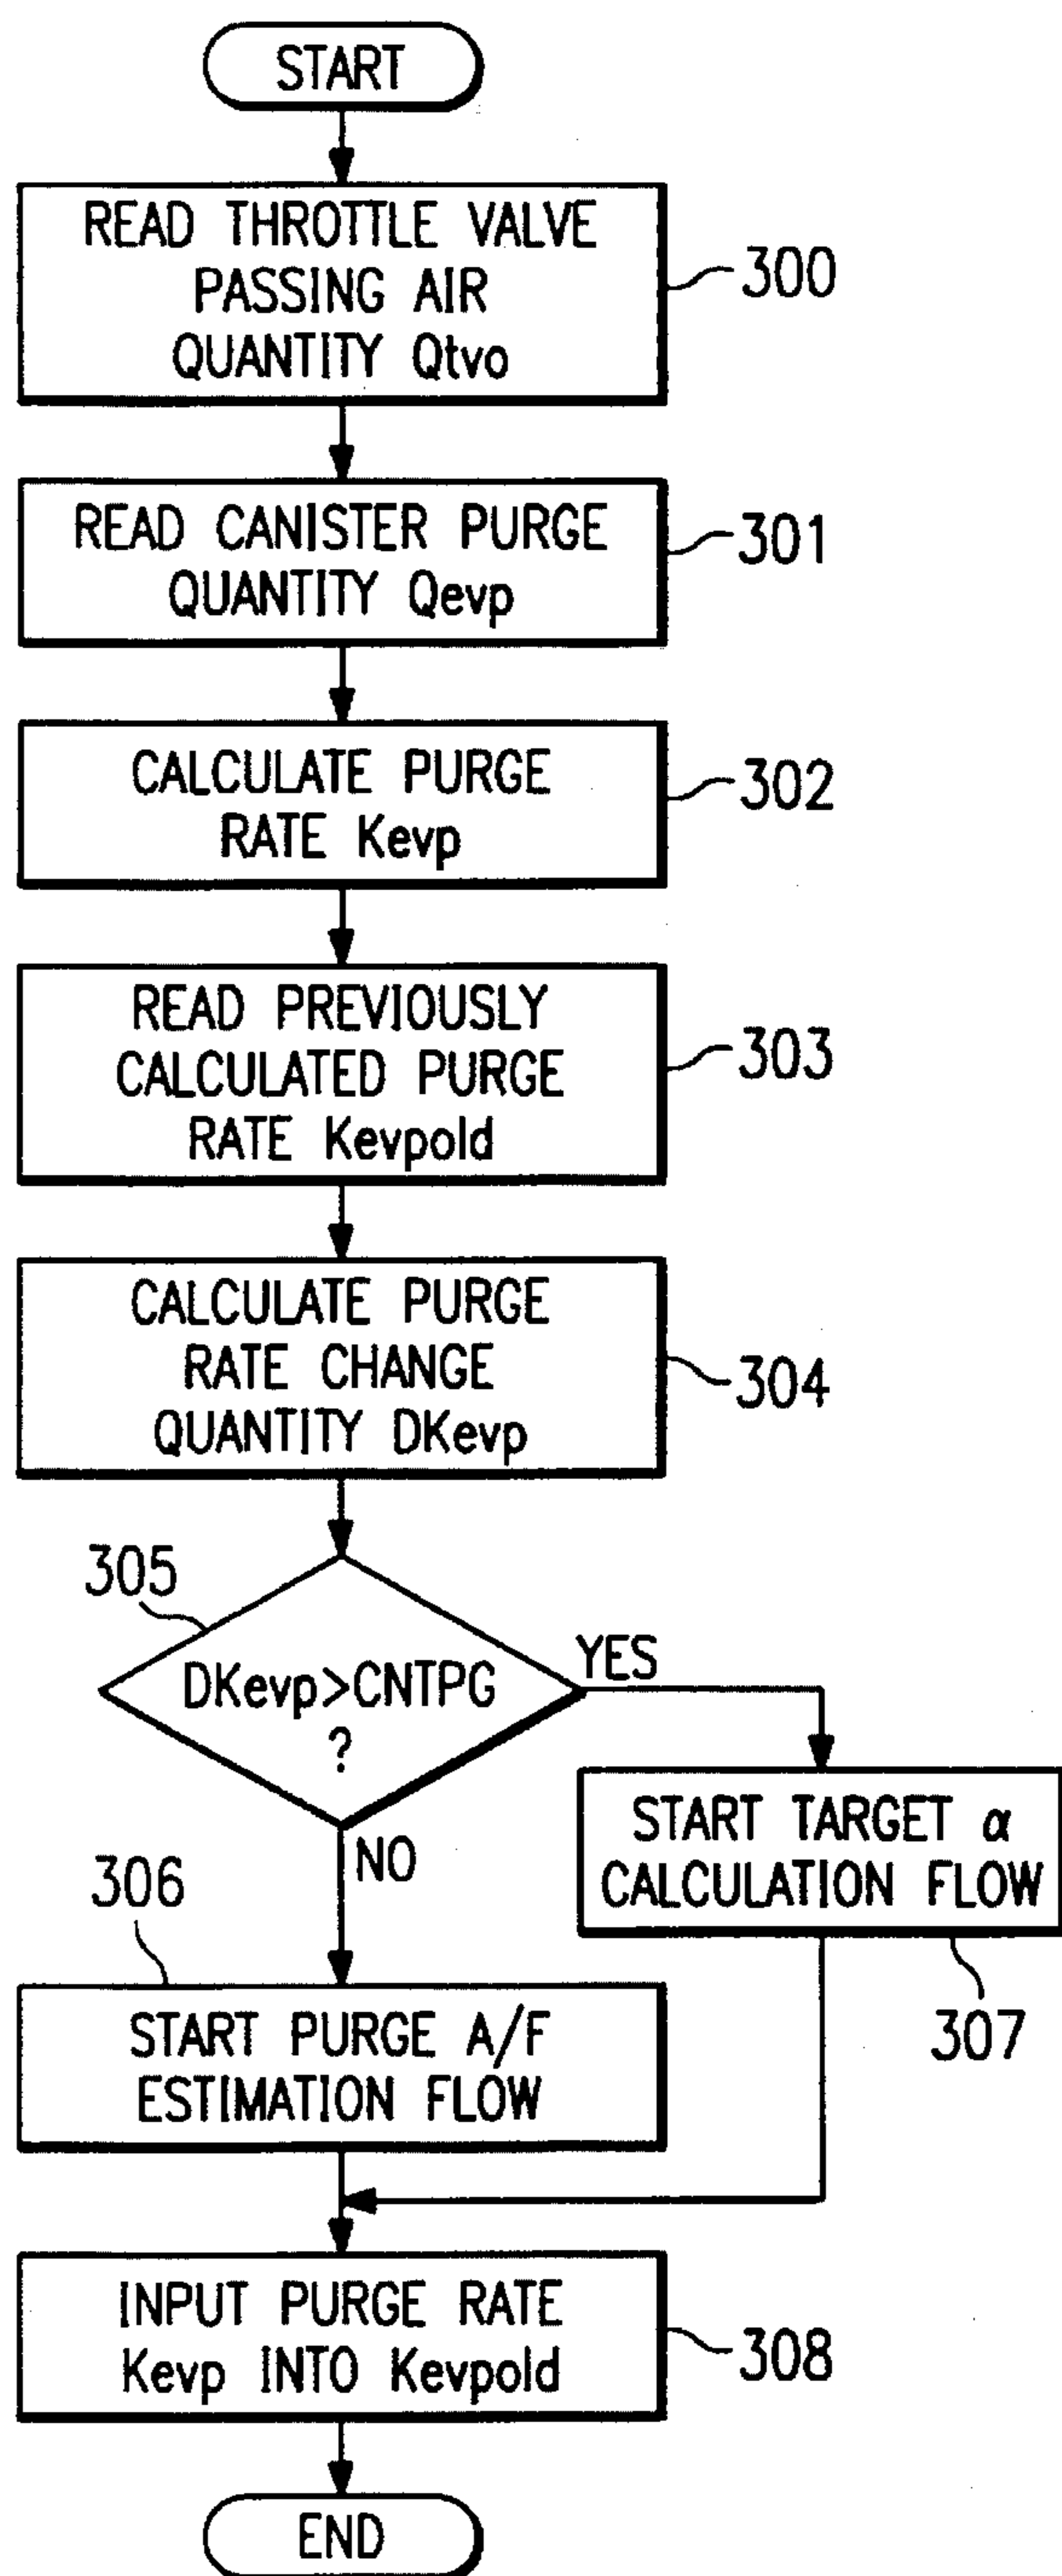 START
READ THROTTLE VALVE
PASSING AIR
QUANTITY Qtvo
300
READ CANISTER PURGE
QUANTITY Qevp
301
CALCULATE PURGE
RATE Kevp
302
READ PREVIOUSLY
CALCULATED PURGE
RATE Kevpold
303
CALCULATE PURGE
RATE CHANGE
QUANTITY DKevp
304
305
DKevp>CNTPG
?
YES
NO
START TARGET α
CALCULATION FLOW
307
306
START PURGE A/F
ESTIMATION FLOW
INPUT PURGE RATE
Kevp INTO Kevpold
308
END